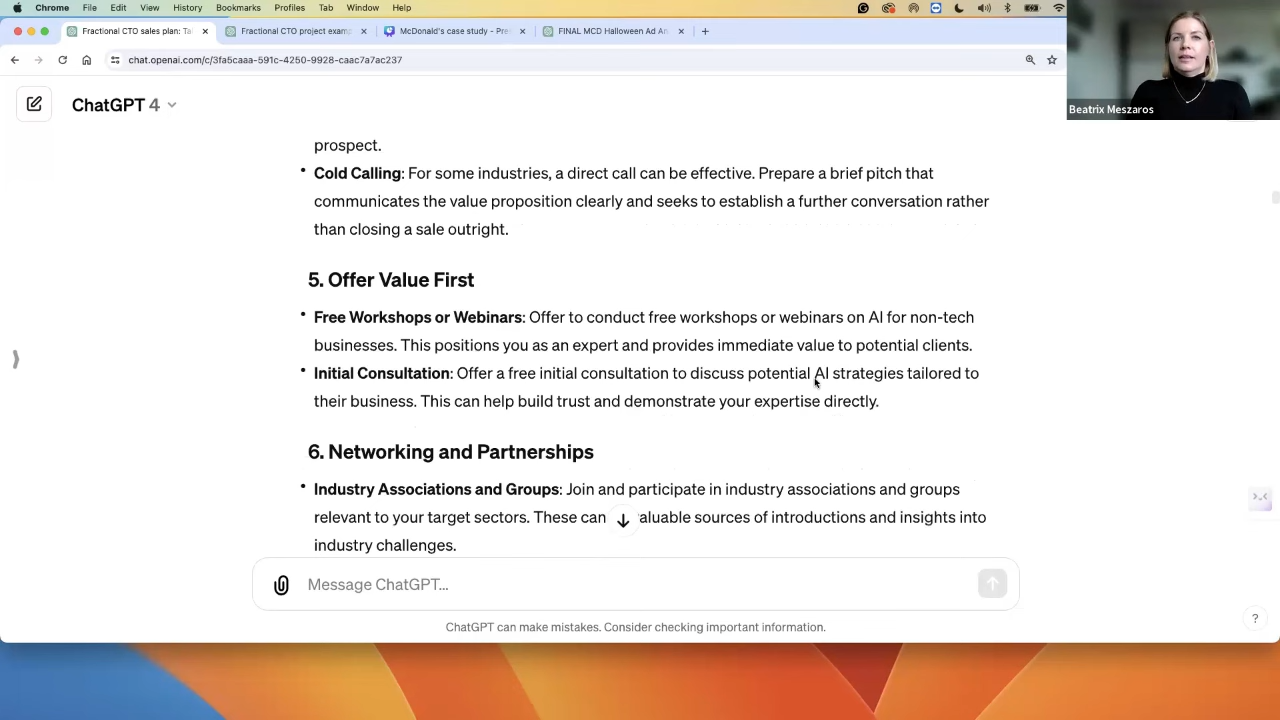 Chrome File Edit View History Bookmarks Profiles Tab Window Help
Fractional CTO sales plan: Ta
Fractional CTO project exam
McDonald's case study - Pre
FINAL MCD Halloween Ad An
chat.openai.com/c/3fa5caaa-591c-4250-9928-caac7a7ac237
Beatrix Meszaros
ChatGPT 4
prospect.
• Cold Calling: For some industries, a direct call can be effective. Prepare a brief pitch that
communicates the value proposition clearly and seeks to establish a further conversation rather
than closing a sale outright.
5. Offer Value First
• Free Workshops or Webinars: Offer to conduct free workshops or webinars on AI for non-tech
businesses. This positions you as an expert and provides immediate value to potential clients.
• Initial Consultation: Offer a free initial consultation to discuss potential AI strategies tailored to
their business. This can help build trust and demonstrate your expertise directly.
6. Networking and Partnerships
• Industry Associations and Groups: Join and participate in industry associations and groups
relevant to your target sectors. These can aluable sources of introductions and insights into
industry challenges.
Message ChatGPT...
ChatGPT can make mistakes. Consider checking important information.
?